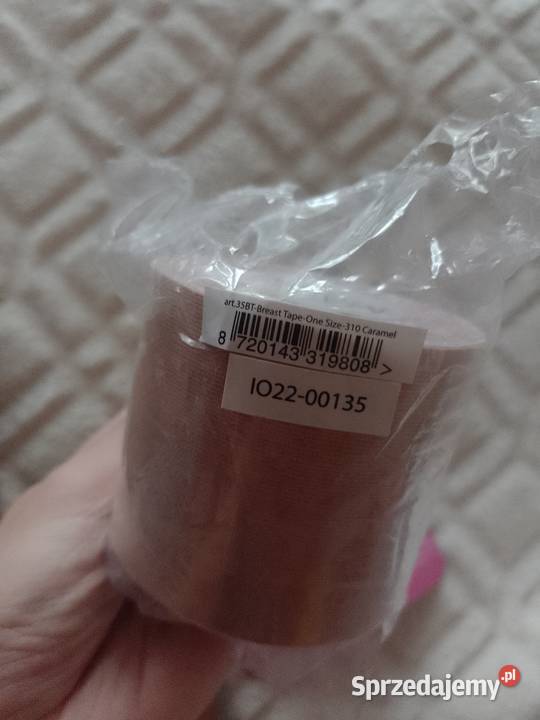 art.35BT-Breast Tape-One Size-310 Caramel
8 720143 319808 >
IO22-00135
Sprzedajemy.pl